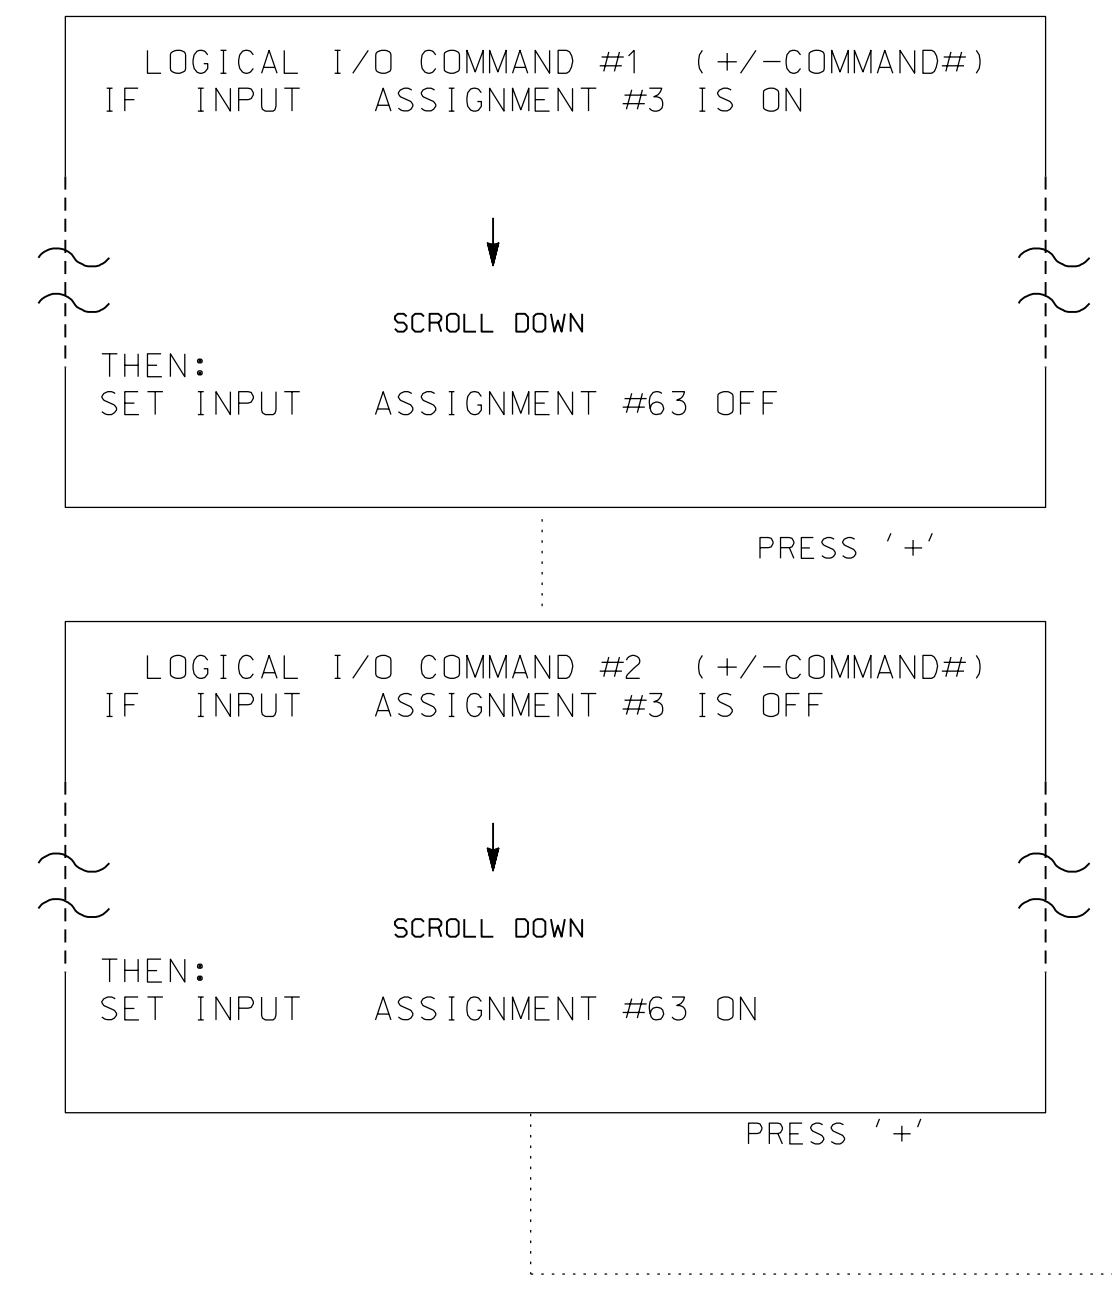 LOGICAL I/O COMMAND #1 (+/-COMMAND#)
IF INPUT ASSIGNMENT #3 IS ON
SCROLL DOWN
THEN:
SET INPUT ASSIGNMENT #63 OFF
PRESS '+'
LOGICAL I/O COMMAND #2 (+/-COMMAND#)
IF INPUT ASSIGNMENT #3 IS OFF
SCROLL DOWN
THEN:
SET INPUT ASSIGNMENT #63 ON
PRESS '+'